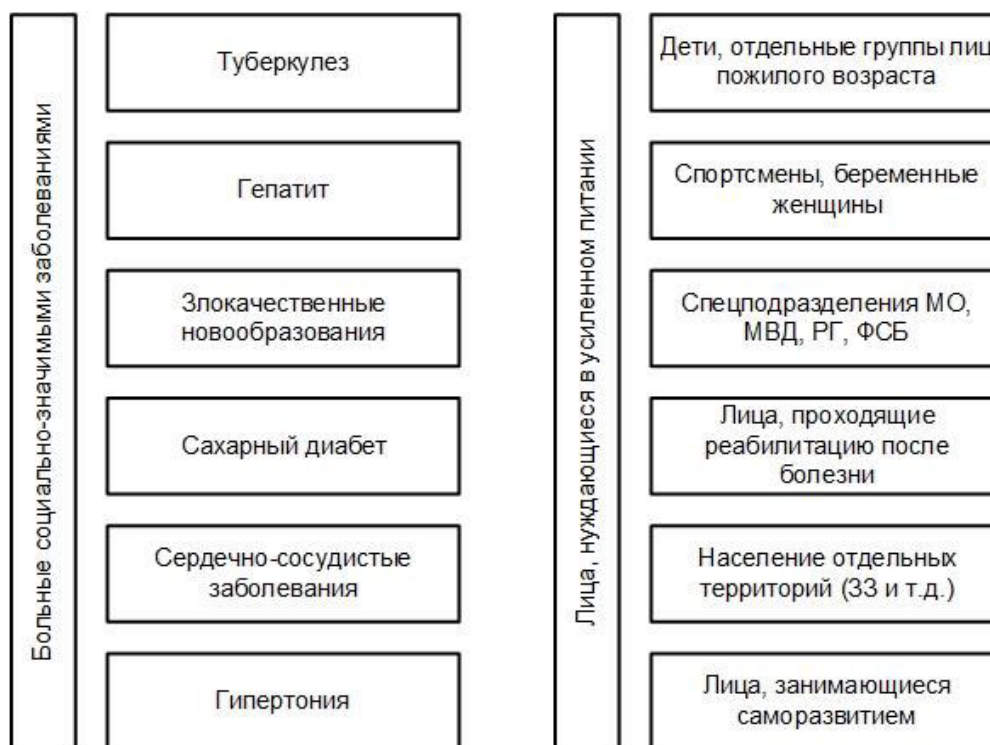 Больные социально-значимыми заболеваниями
Туберкулез
Гепатит
Злокачественные
новообразования
Сахарный диабет
Сердечно-сосудистые
заболевания
Гипертония
Лица, нуждающиеся в усиленном питании
Дети, отдельные группы лиц
пожилого возраста
Спортсмены, беременные
женщины
Спецподразделения МО,
МВД, РГ, ФСБ
Лица, проходящие
реабилитацию после
болезни
Население отдельных
территорий (ЗЗ и т.д.)
Лица, занимающиеся
саморазвитием